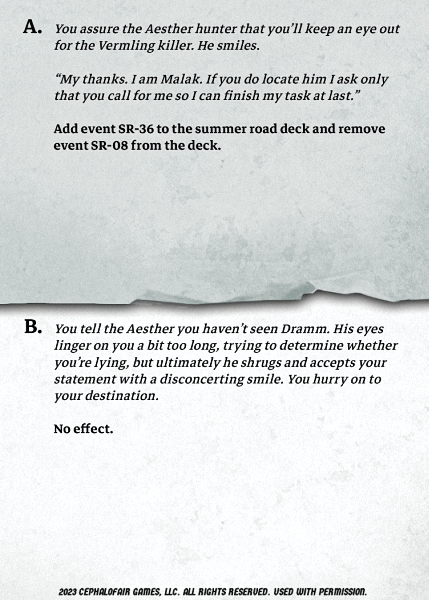 A. You assure the Aesther hunter that you’ll keep an eye out
for the Vermling killer. He smiles.
“My thanks. I am Malak. If you do locate him I ask only
that you call for me so I can finish my task at last.”
Add event SR-36 to the summer road deck and remove
event SR-08 from the deck.
B. You tell the Aesther you haven’t seen Dramm. His eyes
linger on you a bit too long, trying to determine whether
you’re lying, but ultimately he shrugs and accepts your
statement with a disconcerting smile. You hurry on to
your destination.
No effect.
2023 CEPHALOFAIR GAMES, LLC. ALL RIGHTS RESERVED. USED WITH PERMISSION.